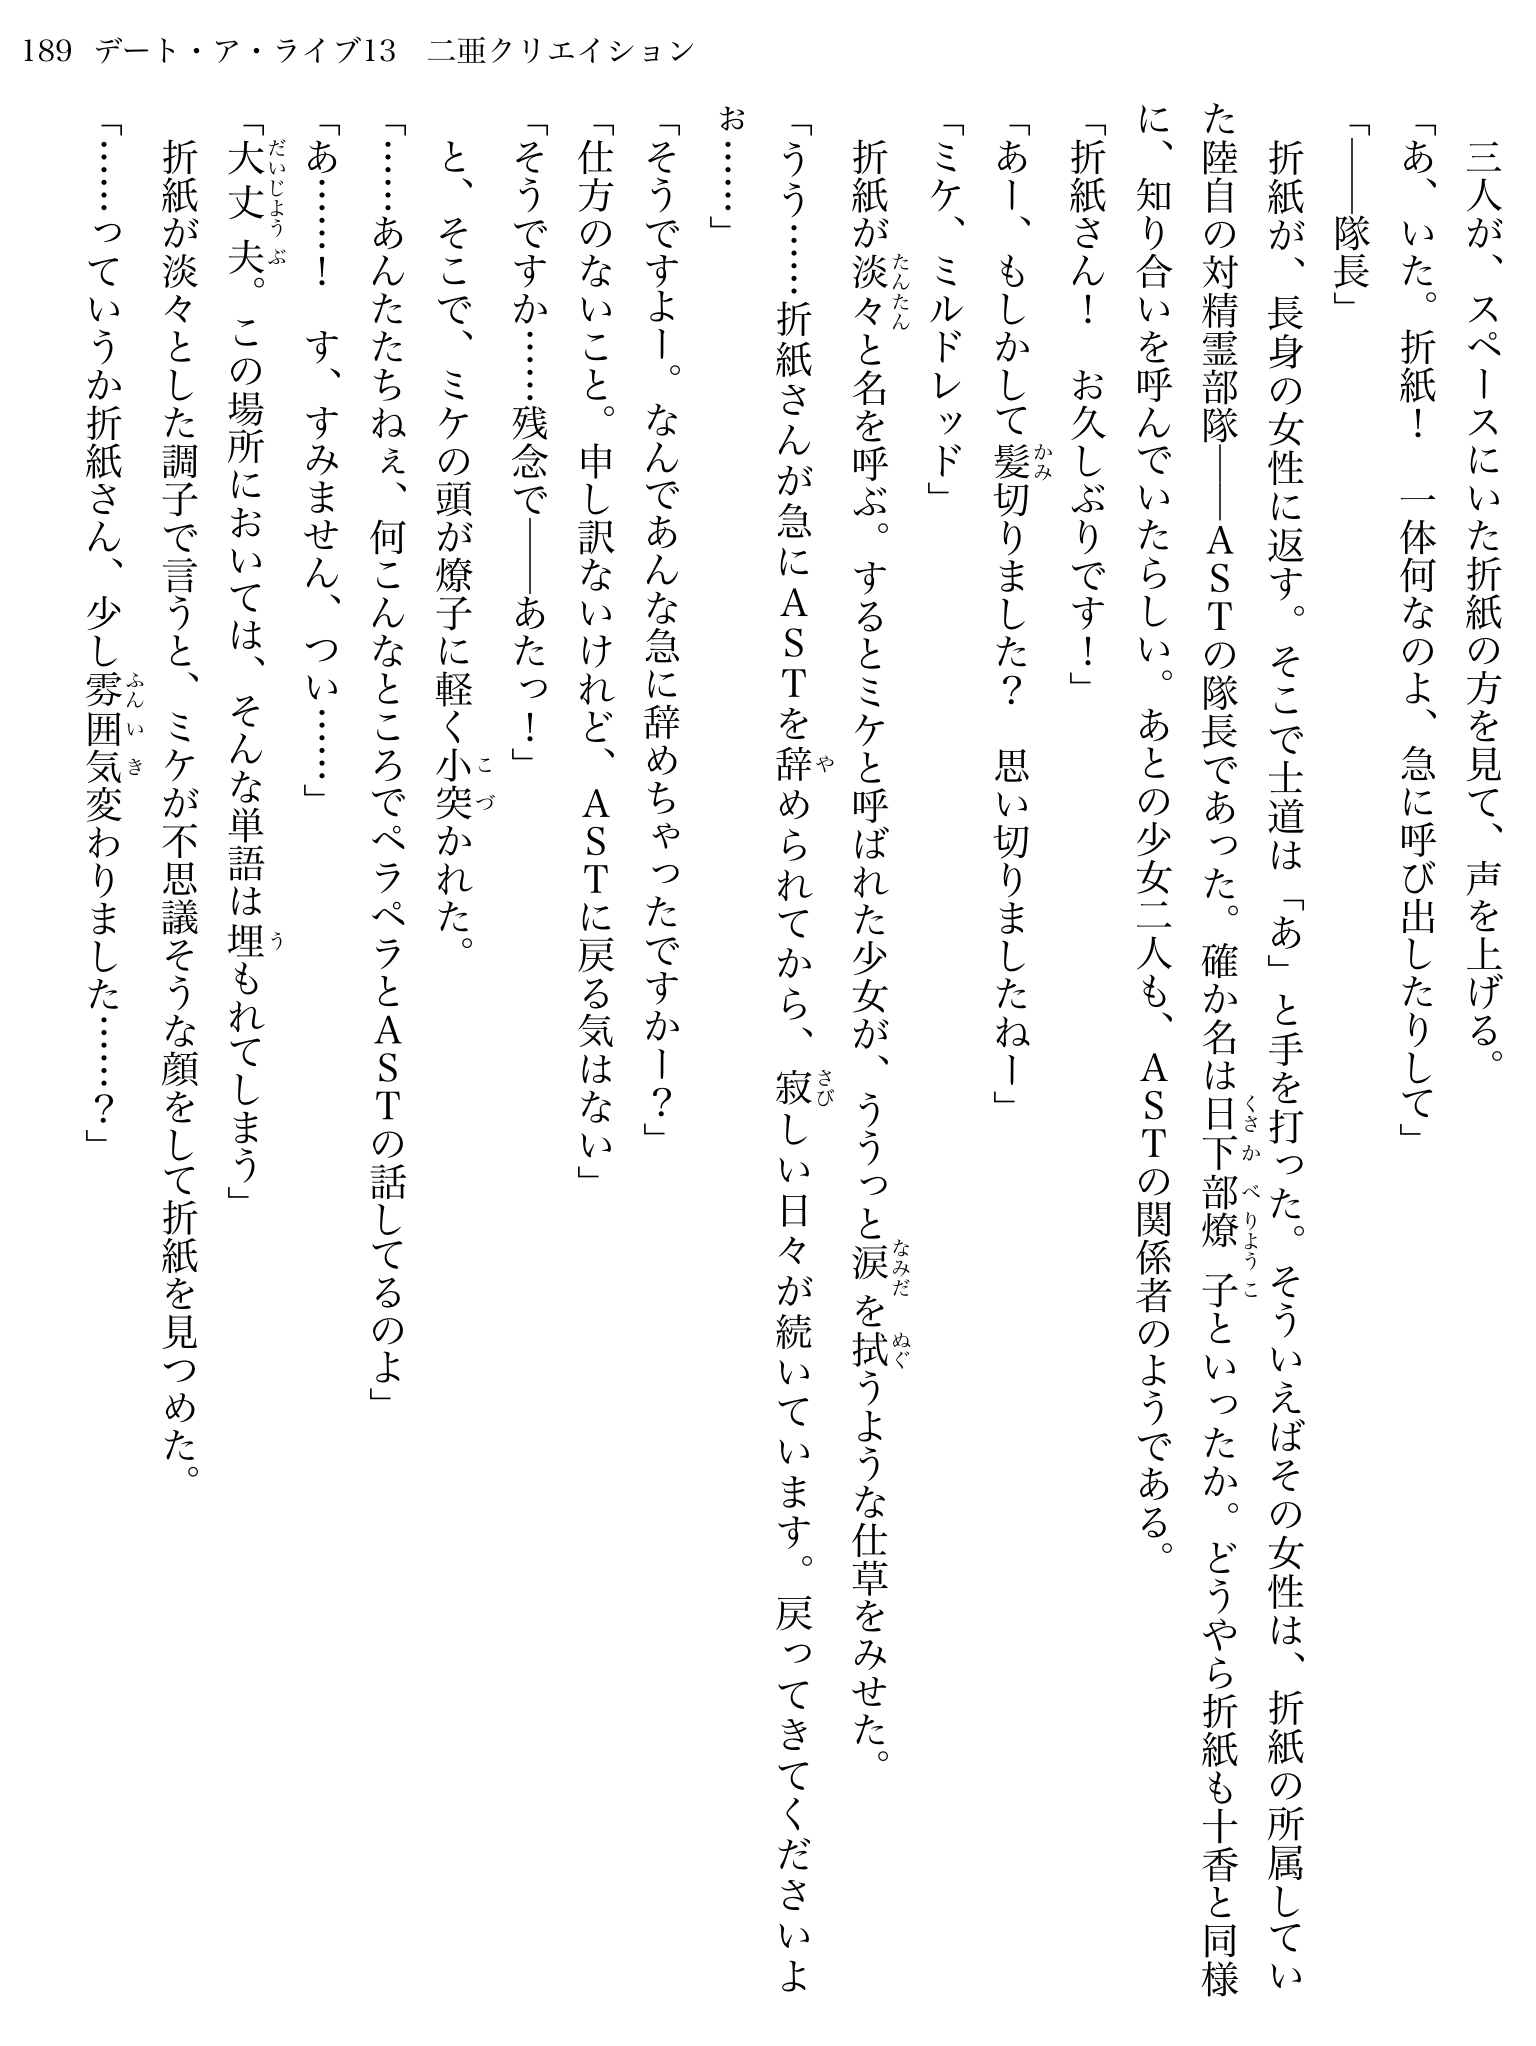 189 デート・ア・ライブ13　二亜クリエイション
　三人が、スペースにいた折紙の方を見て、声を上げる。
「あ、いた。折紙！　一体何なのよ、急に呼び出したりして」
「――隊長」
　折紙が、長身の女性に返す。そこで士道は「あ」と手を打った。そういえばその女性は、折紙の所属してい
た陸自の対精霊部隊――ASTの隊長であった。確か名は日下部燎子といったか。どうやら折紙も十香と同様
に、知り合いを呼んでいたらしい。あとの少女二人も、ASTの関係者のようである。
「折紙さん！　お久しぶりです！」
「あー、もしかして髪切りました？　思い切りましたねー」
「ミケ、ミルドレッド」
　折紙が淡々と名を呼ぶ。するとミケと呼ばれた少女が、ううっと涙を拭うような仕草をみせた。
「うう……折紙さんが急にASTを辞められてから、寂しい日々が続いています。戻ってきてくださいよ
お……」
「そうですよー。なんであんな急に辞めちゃったですかー？」
「仕方のないこと。申し訳ないけれど、ASTに戻る気はない」
「そうですか……残念で――あたっ！」
　と、そこで、ミケの頭が燎子に軽く小突かれた。
「……あんたたちねぇ、何こんなところでペラペラとASTの話してるのよ」
「あ……！　す、すみません、つい……」
「大丈夫。この場所においては、そんな単語は埋もれてしまう」
　折紙が淡々とした調子で言うと、ミケが不思議そうな顔をして折紙を見つめた。
「……っていうか折紙さん、少し雰囲気変わりました……？」